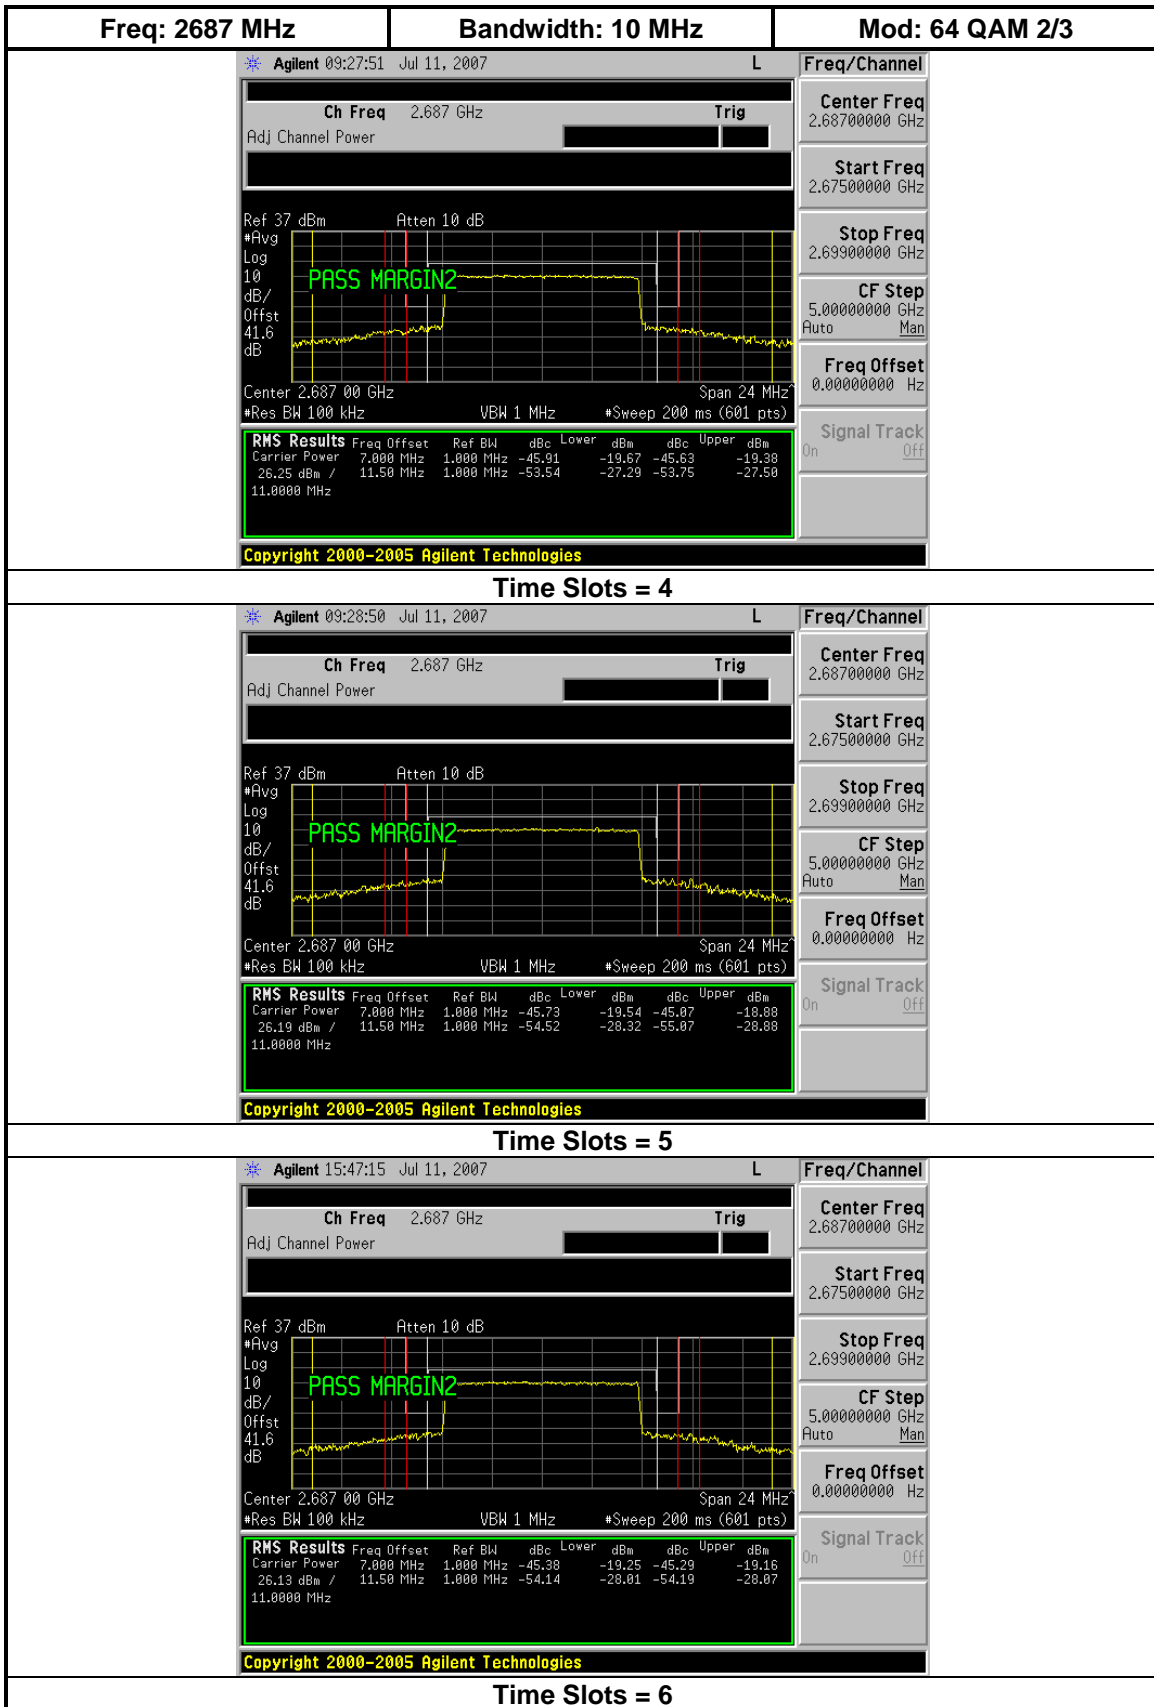 Freq: 2687 MHz Bandwidth: 10 MHz Mod: 64 QAM 2/3
Agilent 09:27:51 Jul 11, 2007 L Freq/Channel
Ch Freq 2.687 GHz Trig
Adj Channel Power
Center Freq
2.68700000 GHz
Start Freq
2.67500000 GHz
Stop Freq
2.69900000 GHz
CF Step
5.00000000 GHz
Auto Man
Freq Offset
0.00000000 Hz
Signal Track
On Off
Ref 37 dBm Atten 10 dB
#Avg
Log
10
dB/
Offst
41.6
dB
PASS MARGIN2
Center 2.687 00 GHz Span 24 MHz^
#Res BW 100 kHz VBW 1 MHz #Sweep 200 ms (601 pts)
RMS Results Freq Offset Ref BW dBc Lower dBm dBc Upper dBm
Carrier Power 7.000 MHz 1.000 MHz -45.91 -19.67 -45.63 -19.38
26.25 dBm / 11.50 MHz 1.000 MHz -53.54 -27.29 -53.75 -27.50
11.0000 MHz
Copyright 2000-2005 Agilent Technologies
Time Slots = 4
Agilent 09:28:50 Jul 11, 2007 L Freq/Channel
Ch Freq 2.687 GHz Trig
Adj Channel Power
Center Freq
2.68700000 GHz
Start Freq
2.67500000 GHz
Stop Freq
2.69900000 GHz
CF Step
5.00000000 GHz
Auto Man
Freq Offset
0.00000000 Hz
Signal Track
On Off
Ref 37 dBm Atten 10 dB
#Avg
Log
10
dB/
Offst
41.6
dB
PASS MARGIN2
Center 2.687 00 GHz Span 24 MHz^
#Res BW 100 kHz VBW 1 MHz #Sweep 200 ms (601 pts)
RMS Results Freq Offset Ref BW dBc Lower dBm dBc Upper dBm
Carrier Power 7.000 MHz 1.000 MHz -45.73 -19.54 -45.07 -18.88
26.19 dBm / 11.50 MHz 1.000 MHz -54.52 -28.32 -55.07 -28.88
11.0000 MHz
Copyright 2000-2005 Agilent Technologies
Time Slots = 5
Agilent 15:47:15 Jul 11, 2007 L Freq/Channel
Ch Freq 2.687 GHz Trig
Adj Channel Power
Center Freq
2.68700000 GHz
Start Freq
2.67500000 GHz
Stop Freq
2.69900000 GHz
CF Step
5.00000000 GHz
Auto Man
Freq Offset
0.00000000 Hz
Signal Track
On Off
Ref 37 dBm Atten 10 dB
#Avg
Log
10
dB/
Offst
41.6
dB
PASS MARGIN2
Center 2.687 00 GHz Span 24 MHz^
#Res BW 100 kHz VBW 1 MHz #Sweep 200 ms (601 pts)
RMS Results Freq Offset Ref BW dBc Lower dBm dBc Upper dBm
Carrier Power 7.000 MHz 1.000 MHz -45.38 -19.25 -45.29 -19.16
26.13 dBm / 11.50 MHz 1.000 MHz -54.14 -28.01 -54.19 -28.07
11.0000 MHz
Copyright 2000-2005 Agilent Technologies
Time Slots = 6